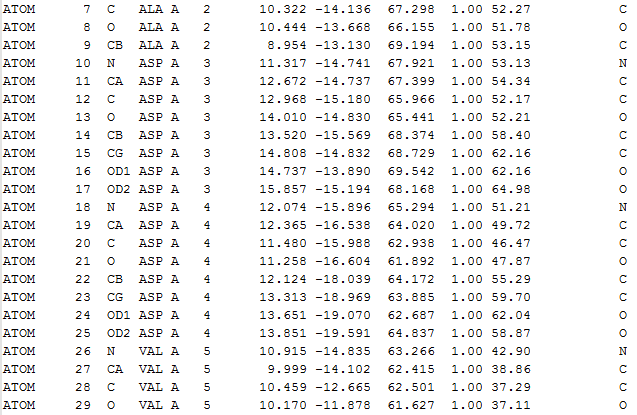 ATOM      7  C   ALA A   2      10.322 -14.136  67.298  1.00 52.27           C
ATOM      8  O   ALA A   2      10.444 -13.668  66.155  1.00 51.78           O
ATOM      9  CB  ALA A   2       8.954 -13.130  69.194  1.00 53.15           C
ATOM     10  N   ASP A   3      11.317 -14.741  67.921  1.00 53.13           N
ATOM     11  CA  ASP A   3      12.672 -14.737  67.399  1.00 54.34           C
ATOM     12  C   ASP A   3      12.968 -15.180  65.966  1.00 52.17           C
ATOM     13  O   ASP A   3      14.010 -14.830  65.441  1.00 52.21           O
ATOM     14  CB  ASP A   3      13.520 -15.569  68.374  1.00 58.40           C
ATOM     15  CG  ASP A   3      14.808 -14.832  68.729  1.00 62.16           C
ATOM     16  OD1 ASP A   3      14.737 -13.890  69.542  1.00 62.16           O
ATOM     17  OD2 ASP A   3      15.857 -15.194  68.168  1.00 64.98           O
ATOM     18  N   ASP A   4      12.074 -15.896  65.294  1.00 51.21           N
ATOM     19  CA  ASP A   4      12.365 -16.538  64.020  1.00 49.72           C
ATOM     20  C   ASP A   4      11.480 -15.988  62.938  1.00 46.47           C
ATOM     21  O   ASP A   4      11.258 -16.604  61.892  1.00 47.87           O
ATOM     22  CB  ASP A   4      12.124 -18.039  64.172  1.00 55.29           C
ATOM     23  CG  ASP A   4      13.313 -18.969  63.885  1.00 59.70           C
ATOM     24  OD1 ASP A   4      13.651 -19.070  62.687  1.00 62.04           O
ATOM     25  OD2 ASP A   4      13.851 -19.591  64.837  1.00 58.87           O
ATOM     26  N   VAL A   5      10.915 -14.835  63.266  1.00 42.90           N
ATOM     27  CA  VAL A   5       9.999 -14.102  62.415  1.00 38.86           C
ATOM     28  C   VAL A   5      10.459 -12.665  62.501  1.00 37.29           C
ATOM     29  O   VAL A   5      10.170 -11.878  61.627  1.00 37.11           O